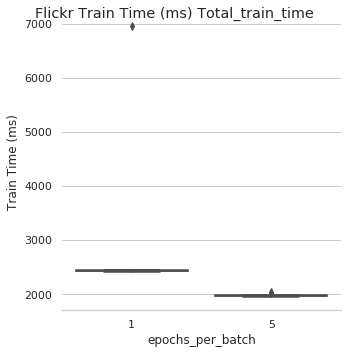 Flickr Train Time (ms) Total_train_time
7000
6000
5000
4000
3000
2000
Train Time (ms)
1 5
epochs_per_batch